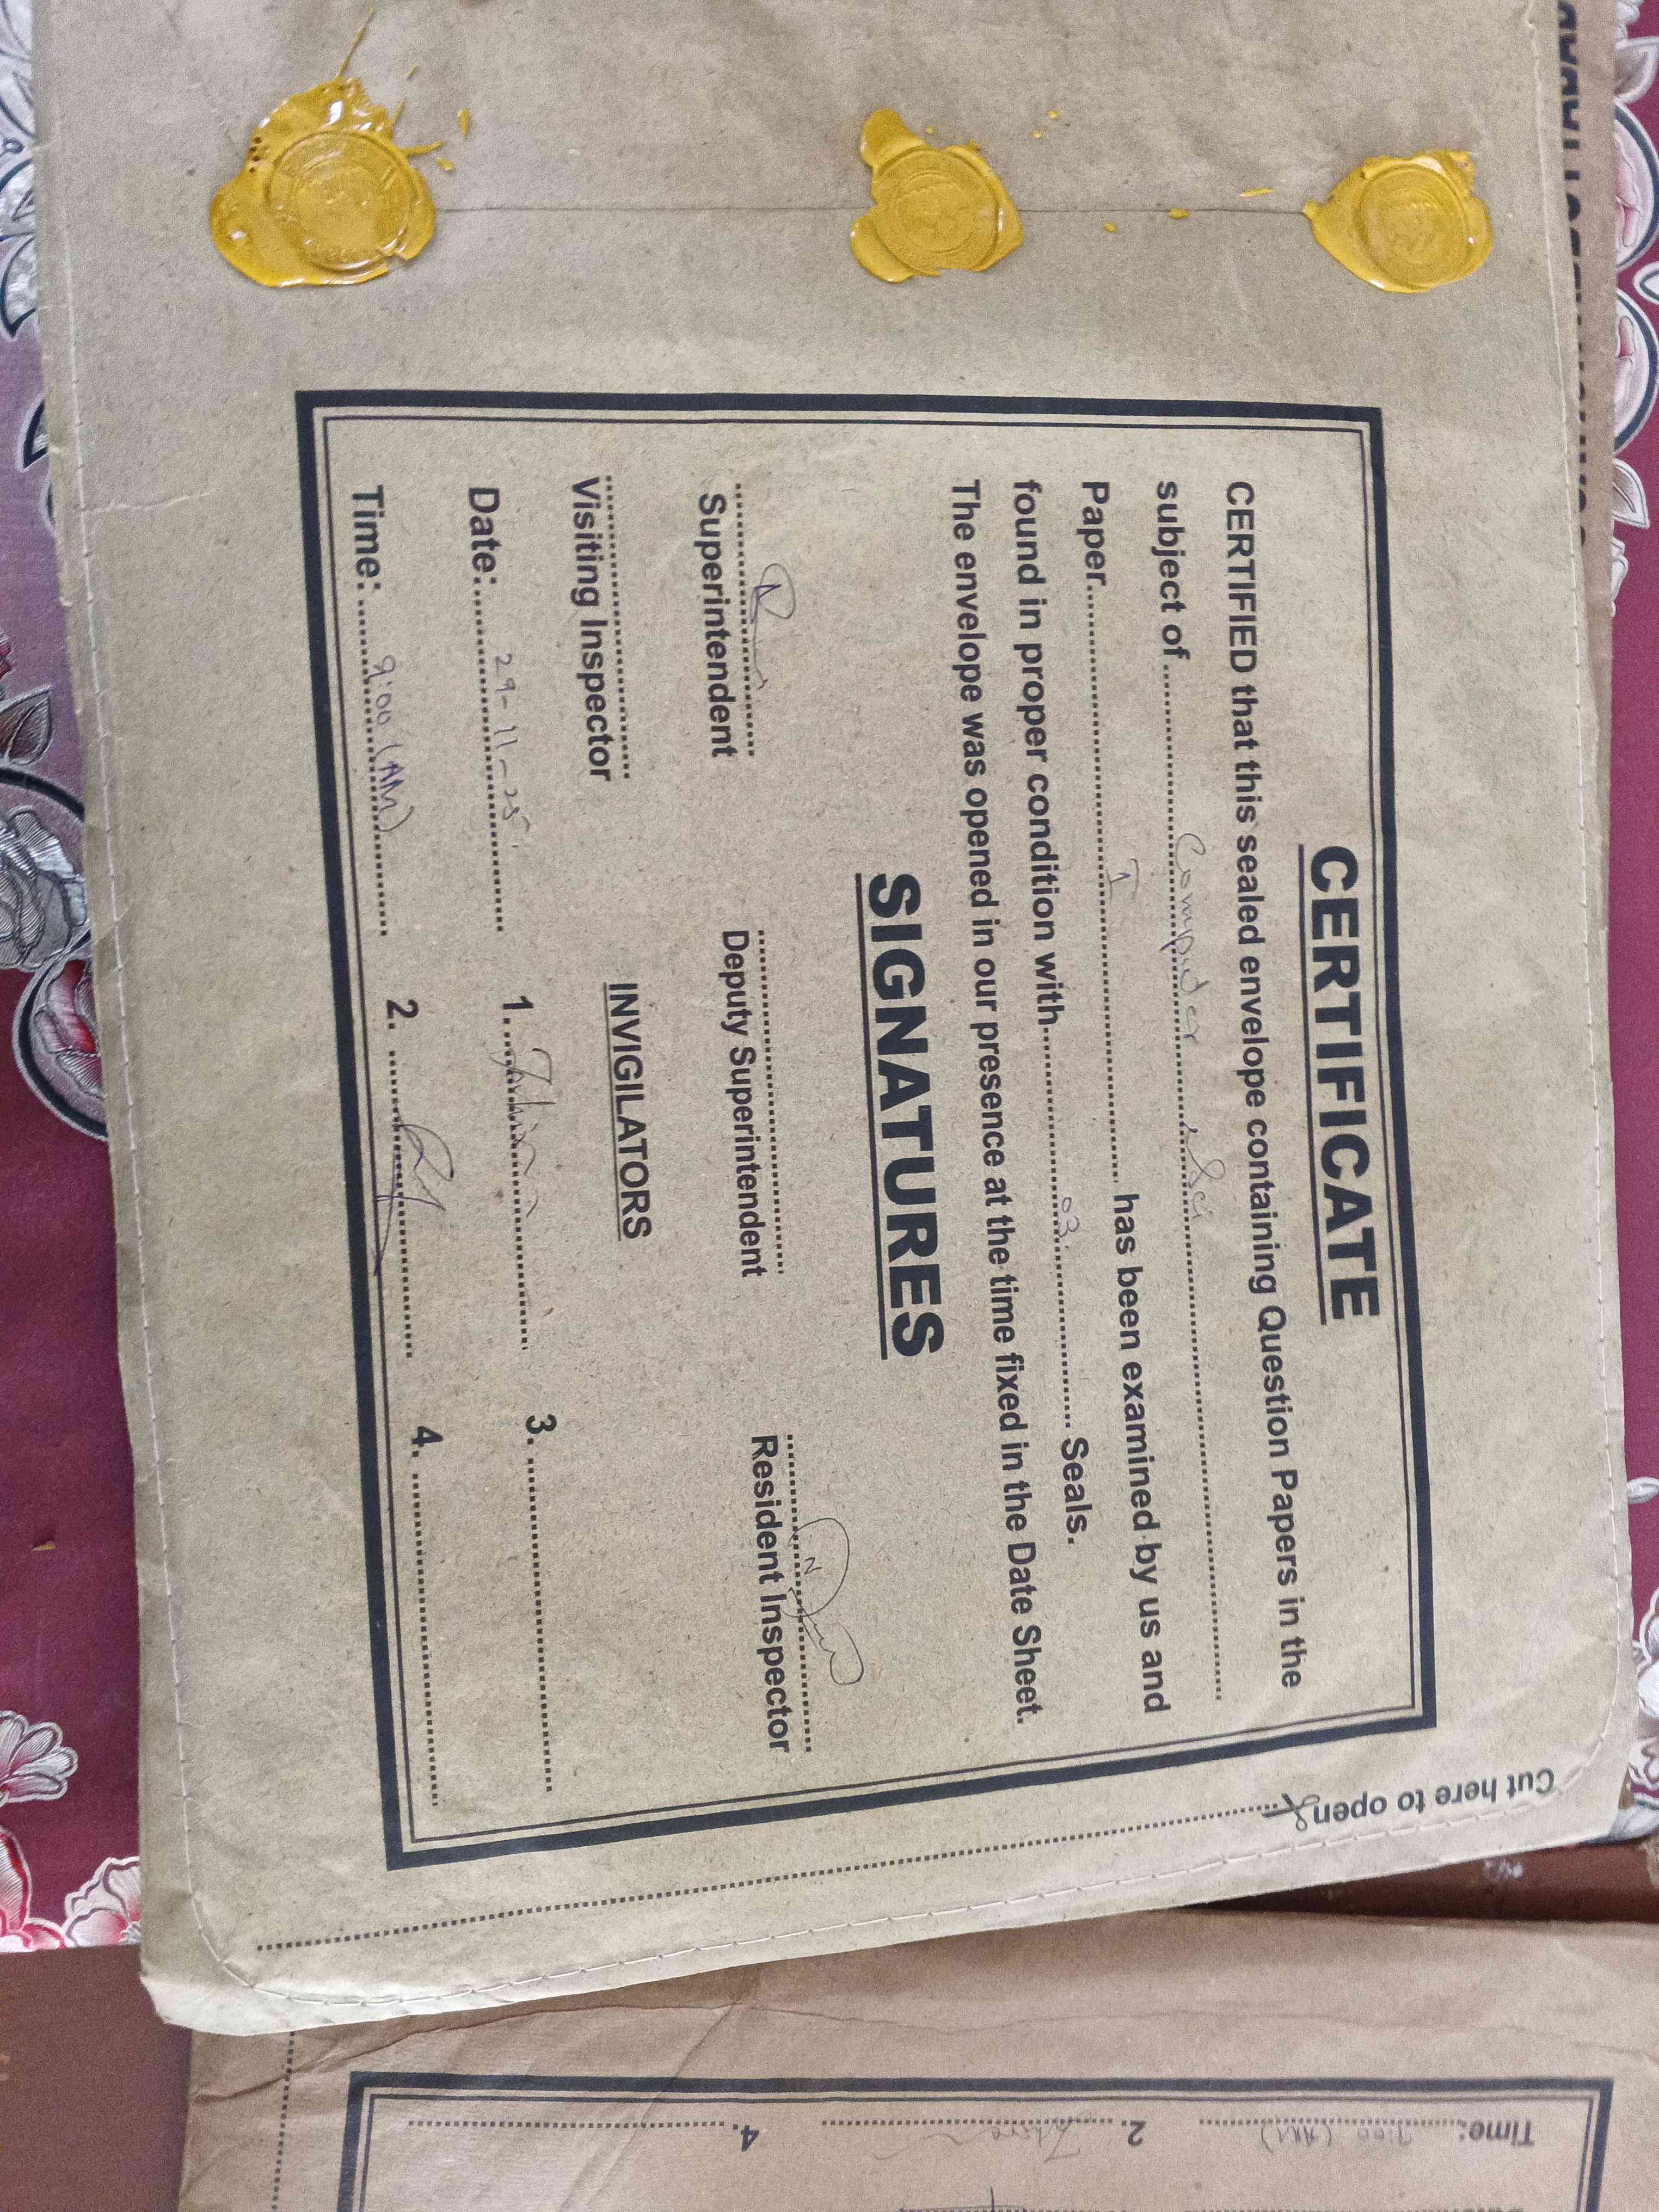 CERTIFICATE
CERTIFIED that this sealed envelope containing Question Papers in the
subject of Computer Sci
Paper I has been examined by us and
found in proper condition with 03 Seals.
The envelope was opened in our presence at the time fixed in the Date Sheet.
SIGNATURES
Superintendent
Deputy Superintendent
Resident Inspector
Visiting Inspector
INVIGILATORS
Date: 29-11-25
1.
3.
Time: 9:00 (AM)
2.
4.
Cut here to open
Time: (AM)
2.
4.